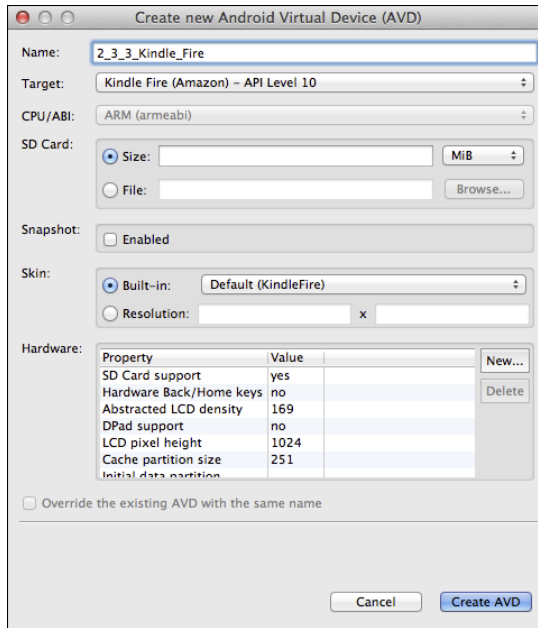 Create new Android Virtual Device (AVD)
Name: 2_3_3_Kindle_Fire
Target: Kindle Fire (Amazon) – API Level 10
CPU/ABI: ARM (armeabi)
SD Card:
Size: MiB
File: Browse...
Snapshot:
Enabled
Skin:
Built-in: Default (KindleFire)
Resolution: x
Hardware:
Property Value New...
SD Card support yes
Hardware Back/Home keys no Delete
Abstracted LCD density 169
DPad support no
LCD pixel height 1024
Cache partition size 251
Initial data partition
Override the existing AVD with the same name
Cancel Create AVD